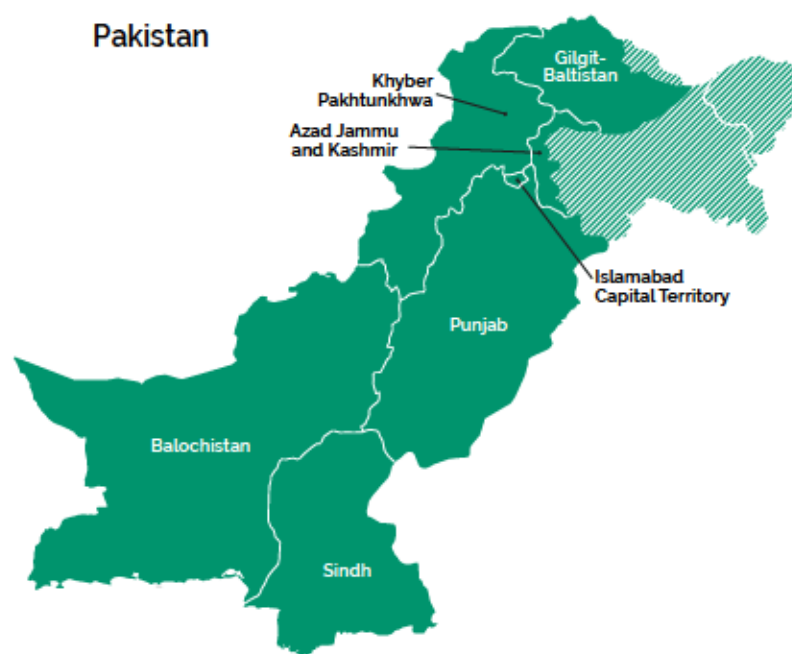 Pakistan
Gilgit-
Baltistan
Khyber
Pakhtunkhwa
Azad Jammu
and Kashmir
Islamabad
Capital Territory
Punjab
Balochistan
Sindh